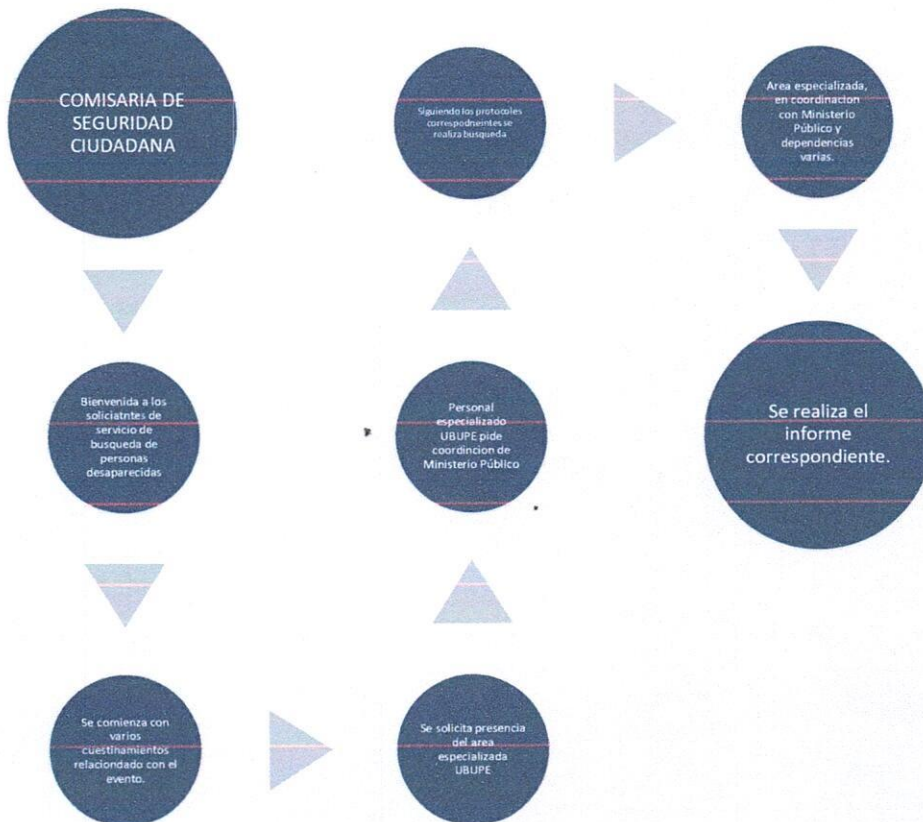 COMISARIA DE
SEGURIDAD
CIUDADANA
Bienvenida a los
soliciatntes de
servicio de
busqueda de
personas
desaparecidas
Se comienza con
varios
cuestinamientos
relaciondado con el
evento.
Se solicita presencia
del area
especializada
UBUPE
Personal
especializado
UBUPE pide
coordincion de
Ministerio Público
Siguiendo los protocoles
correspodneintes se
realiza busqueda
Area especializada,
en coordinacion
con Ministerio
Público y
dependencias
varias.
Se realiza el
informe
correspondiente.